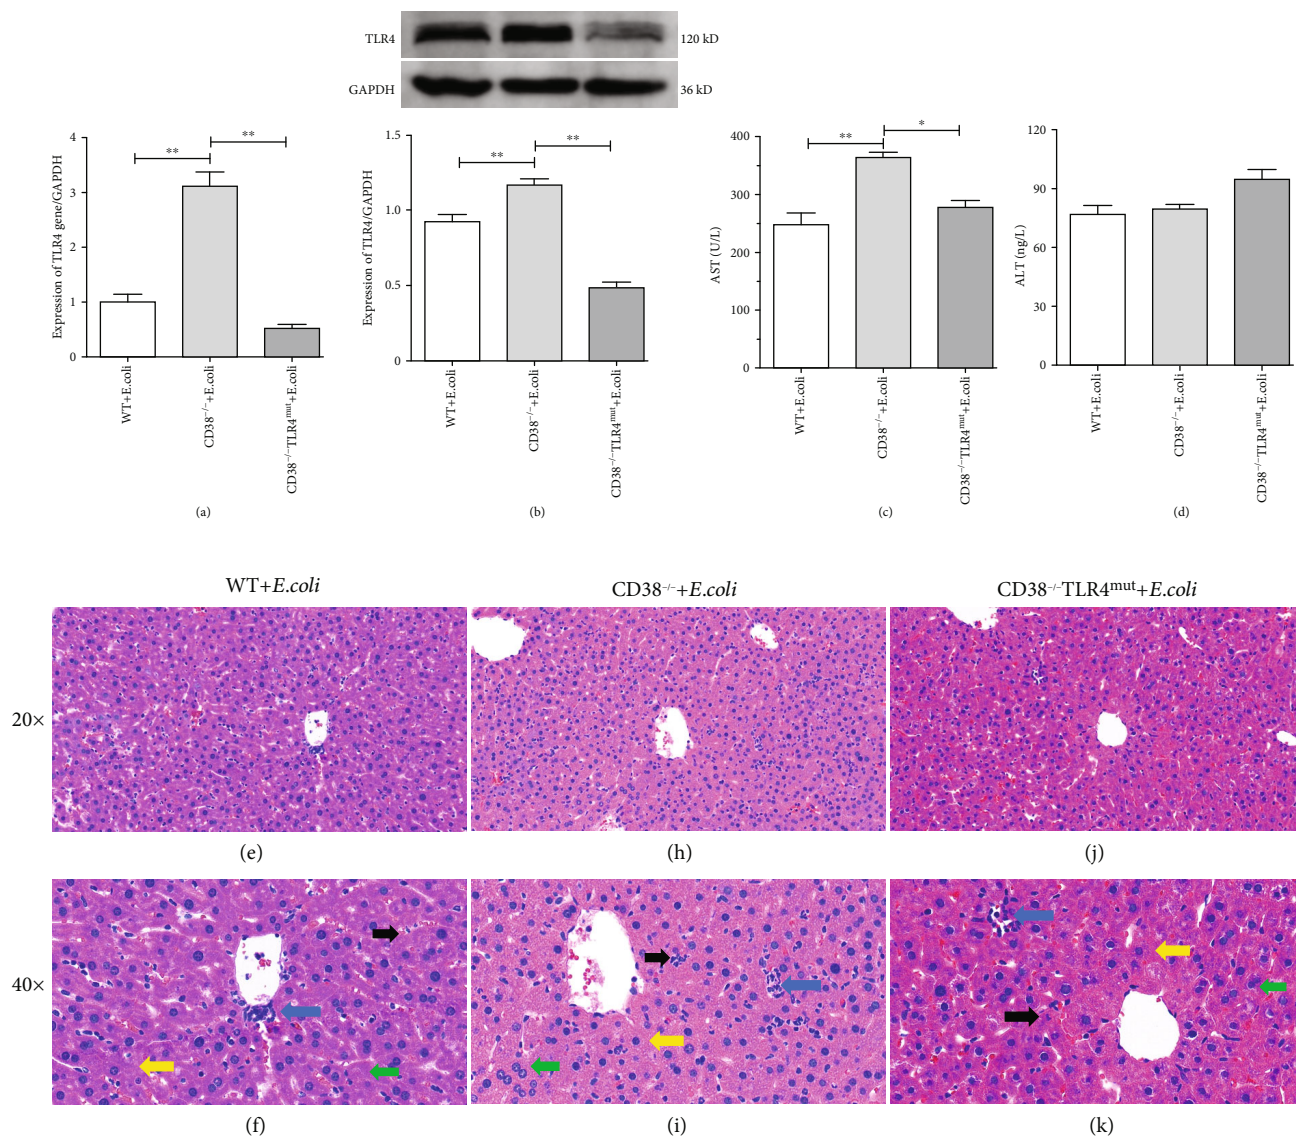 TLR4
120 kD
GAPDH
36 kD
Expression of TLR4 gene/GAPDH
4
3
2
1
0
**
**
WT+E.coli
CD38−/−+E.coli
CD38−/−TLR4mut+E.coli
(a)
Expression of TLR4/GAPDH
1.5
1.0
0.5
0
**
**
WT+E.coli
CD38−/−+E.coli
CD38−/−TLR4mut+E.coli
(b)
AST (U/L)
400
350
300
250
200
350
100
350
0
**
*
WT+E.coli
CD38−/−+E.coli
CD38−/−TLR4mut+E.coli
(c)
ALT (ng/L)
120
90
60
30
0
WT+E.coli
CD38−/−+E.coli
CD38−/−TLR4mut+E.coli
(d)
WT+E.coli
CD38-/-+E.coli
CD38-/-TLR4mut+E.coli
20×
(e)
(h)
(j)
40×
(f)
(i)
(k)